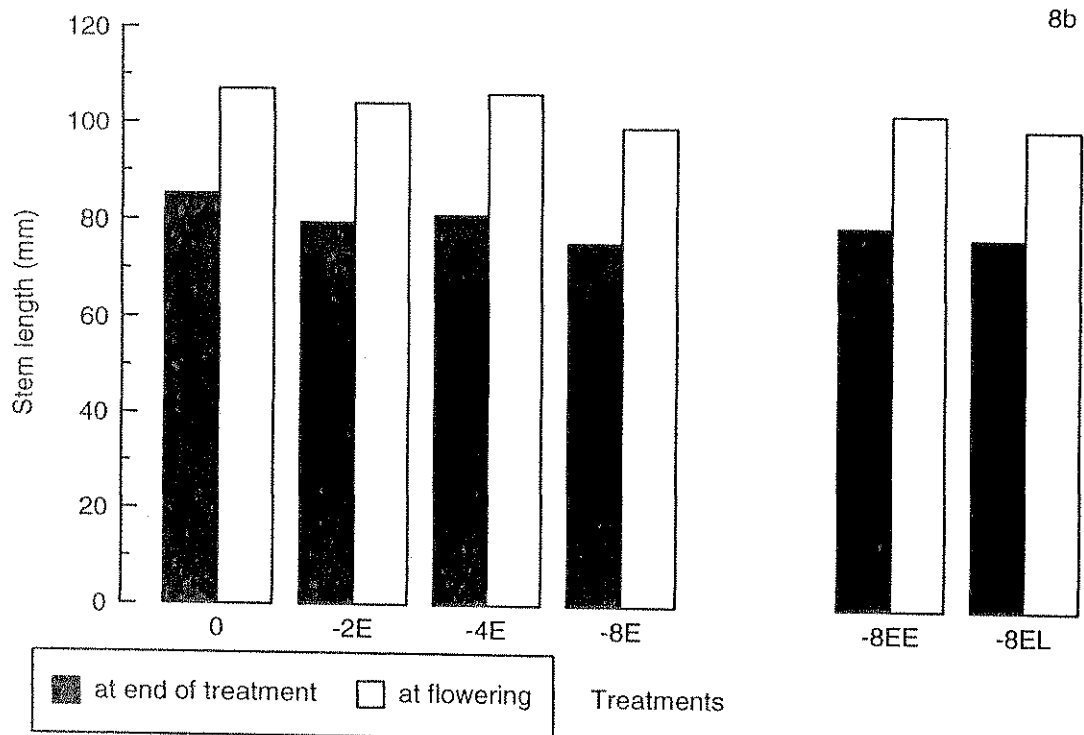 8b
120
100
80
60
40
20
0
Stem length (mm)
0 -2E -4E -8E -8EE -8EL
at end of treatment at flowering Treatments